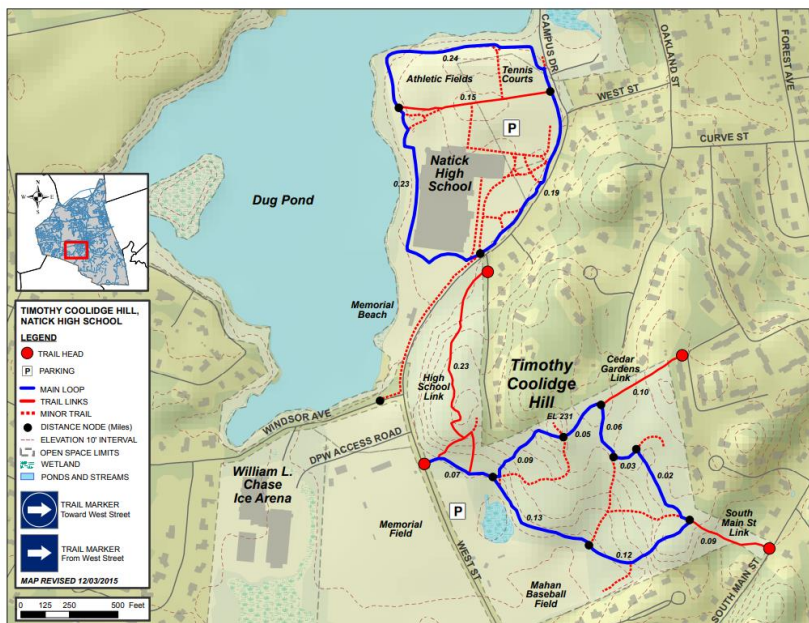 CAMPUS DR
OAKLAND ST
FOREST AVE
0.24
Athletic Fields
Tennis
Courts
0.15
WEST ST
P
CURVE ST
Natick
High
School
0.23
0.19
Dug Pond
N
W
E
S
Memorial
Beach
TIMOTHY COOLIDGE HILL,
NATICK HIGH SCHOOL
LEGEND
TRAIL HEAD
P PARKING
MAIN LOOP
TRAIL LINKS
MINOR TRAIL
DISTANCE NODE (Miles)
ELEVATION 10' INTERVAL
OPEN SPACE LIMITS
WETLAND
PONDS AND STREAMS
TRAIL MARKER
Toward West Street
TRAIL MARKER
From West Street
MAP REVISED 12/03/2015
0 125 250 500 Feet
High
School
Link
0.23
Timothy
Coolidge
Hill
Cedar
Gardens
Link
0.10
EL 231
0.05
0.06
0.09
0.03
0.02
WINDSOR AVE
DPW ACCESS ROAD
William L.
Chase
Ice Arena
0.07
P
0.13
0.12
South
Main St
Link
0.09
Memorial
Field
WEST ST
Mahan
Baseball
Field
SOUTH MAIN ST